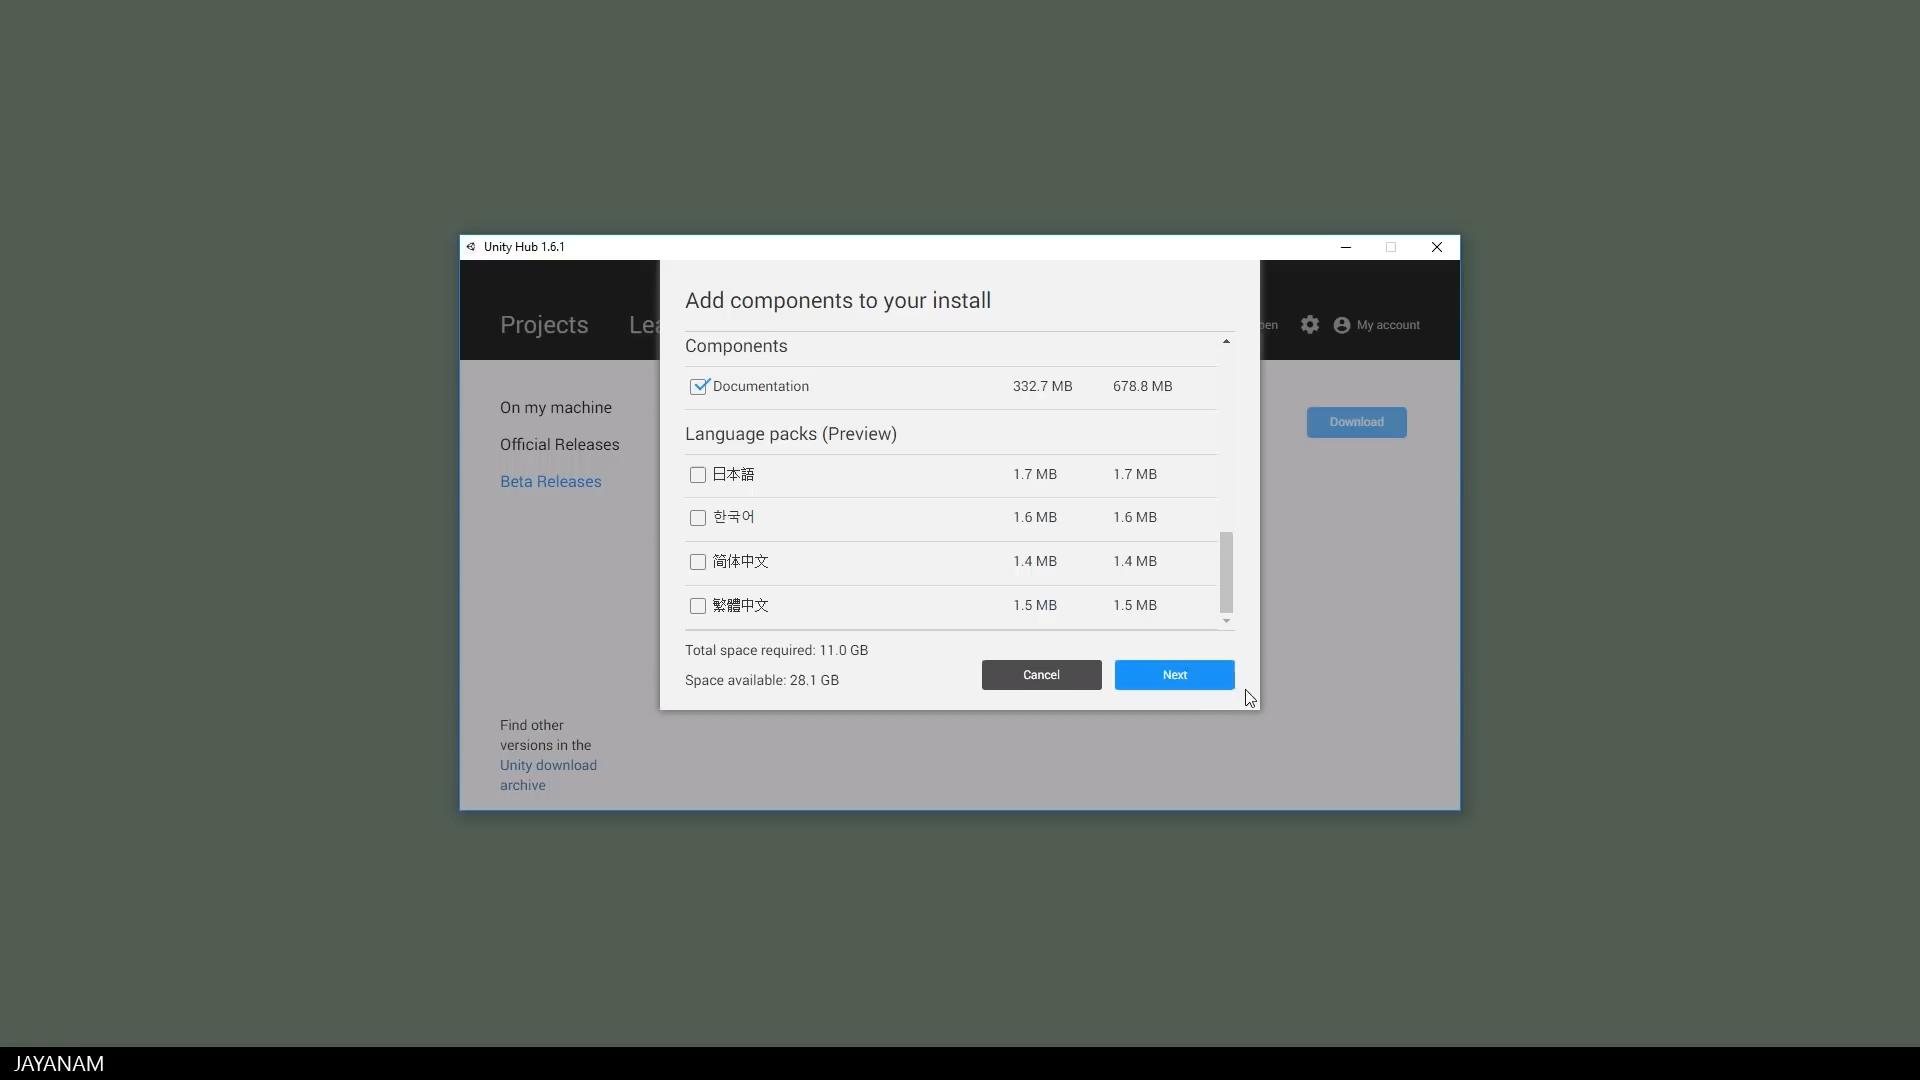 Unity Hub 1.6.1
Add components to your install
Projects
My account
Components
Documentation 332.7 MB 678.8 MB
On my machine
Download
Language packs (Preview)
Official Releases
日本語 1.7 MB 1.7 MB
Beta Releases
한국어 1.6 MB 1.6 MB
简体中文 1.4 MB 1.4 MB
繁體中文 1.5 MB 1.5 MB
Total space required: 11.0 GB
Space available: 28.1 GB
Cancel
Next
Find other
versions in the
Unity download
archive
JAYANAM